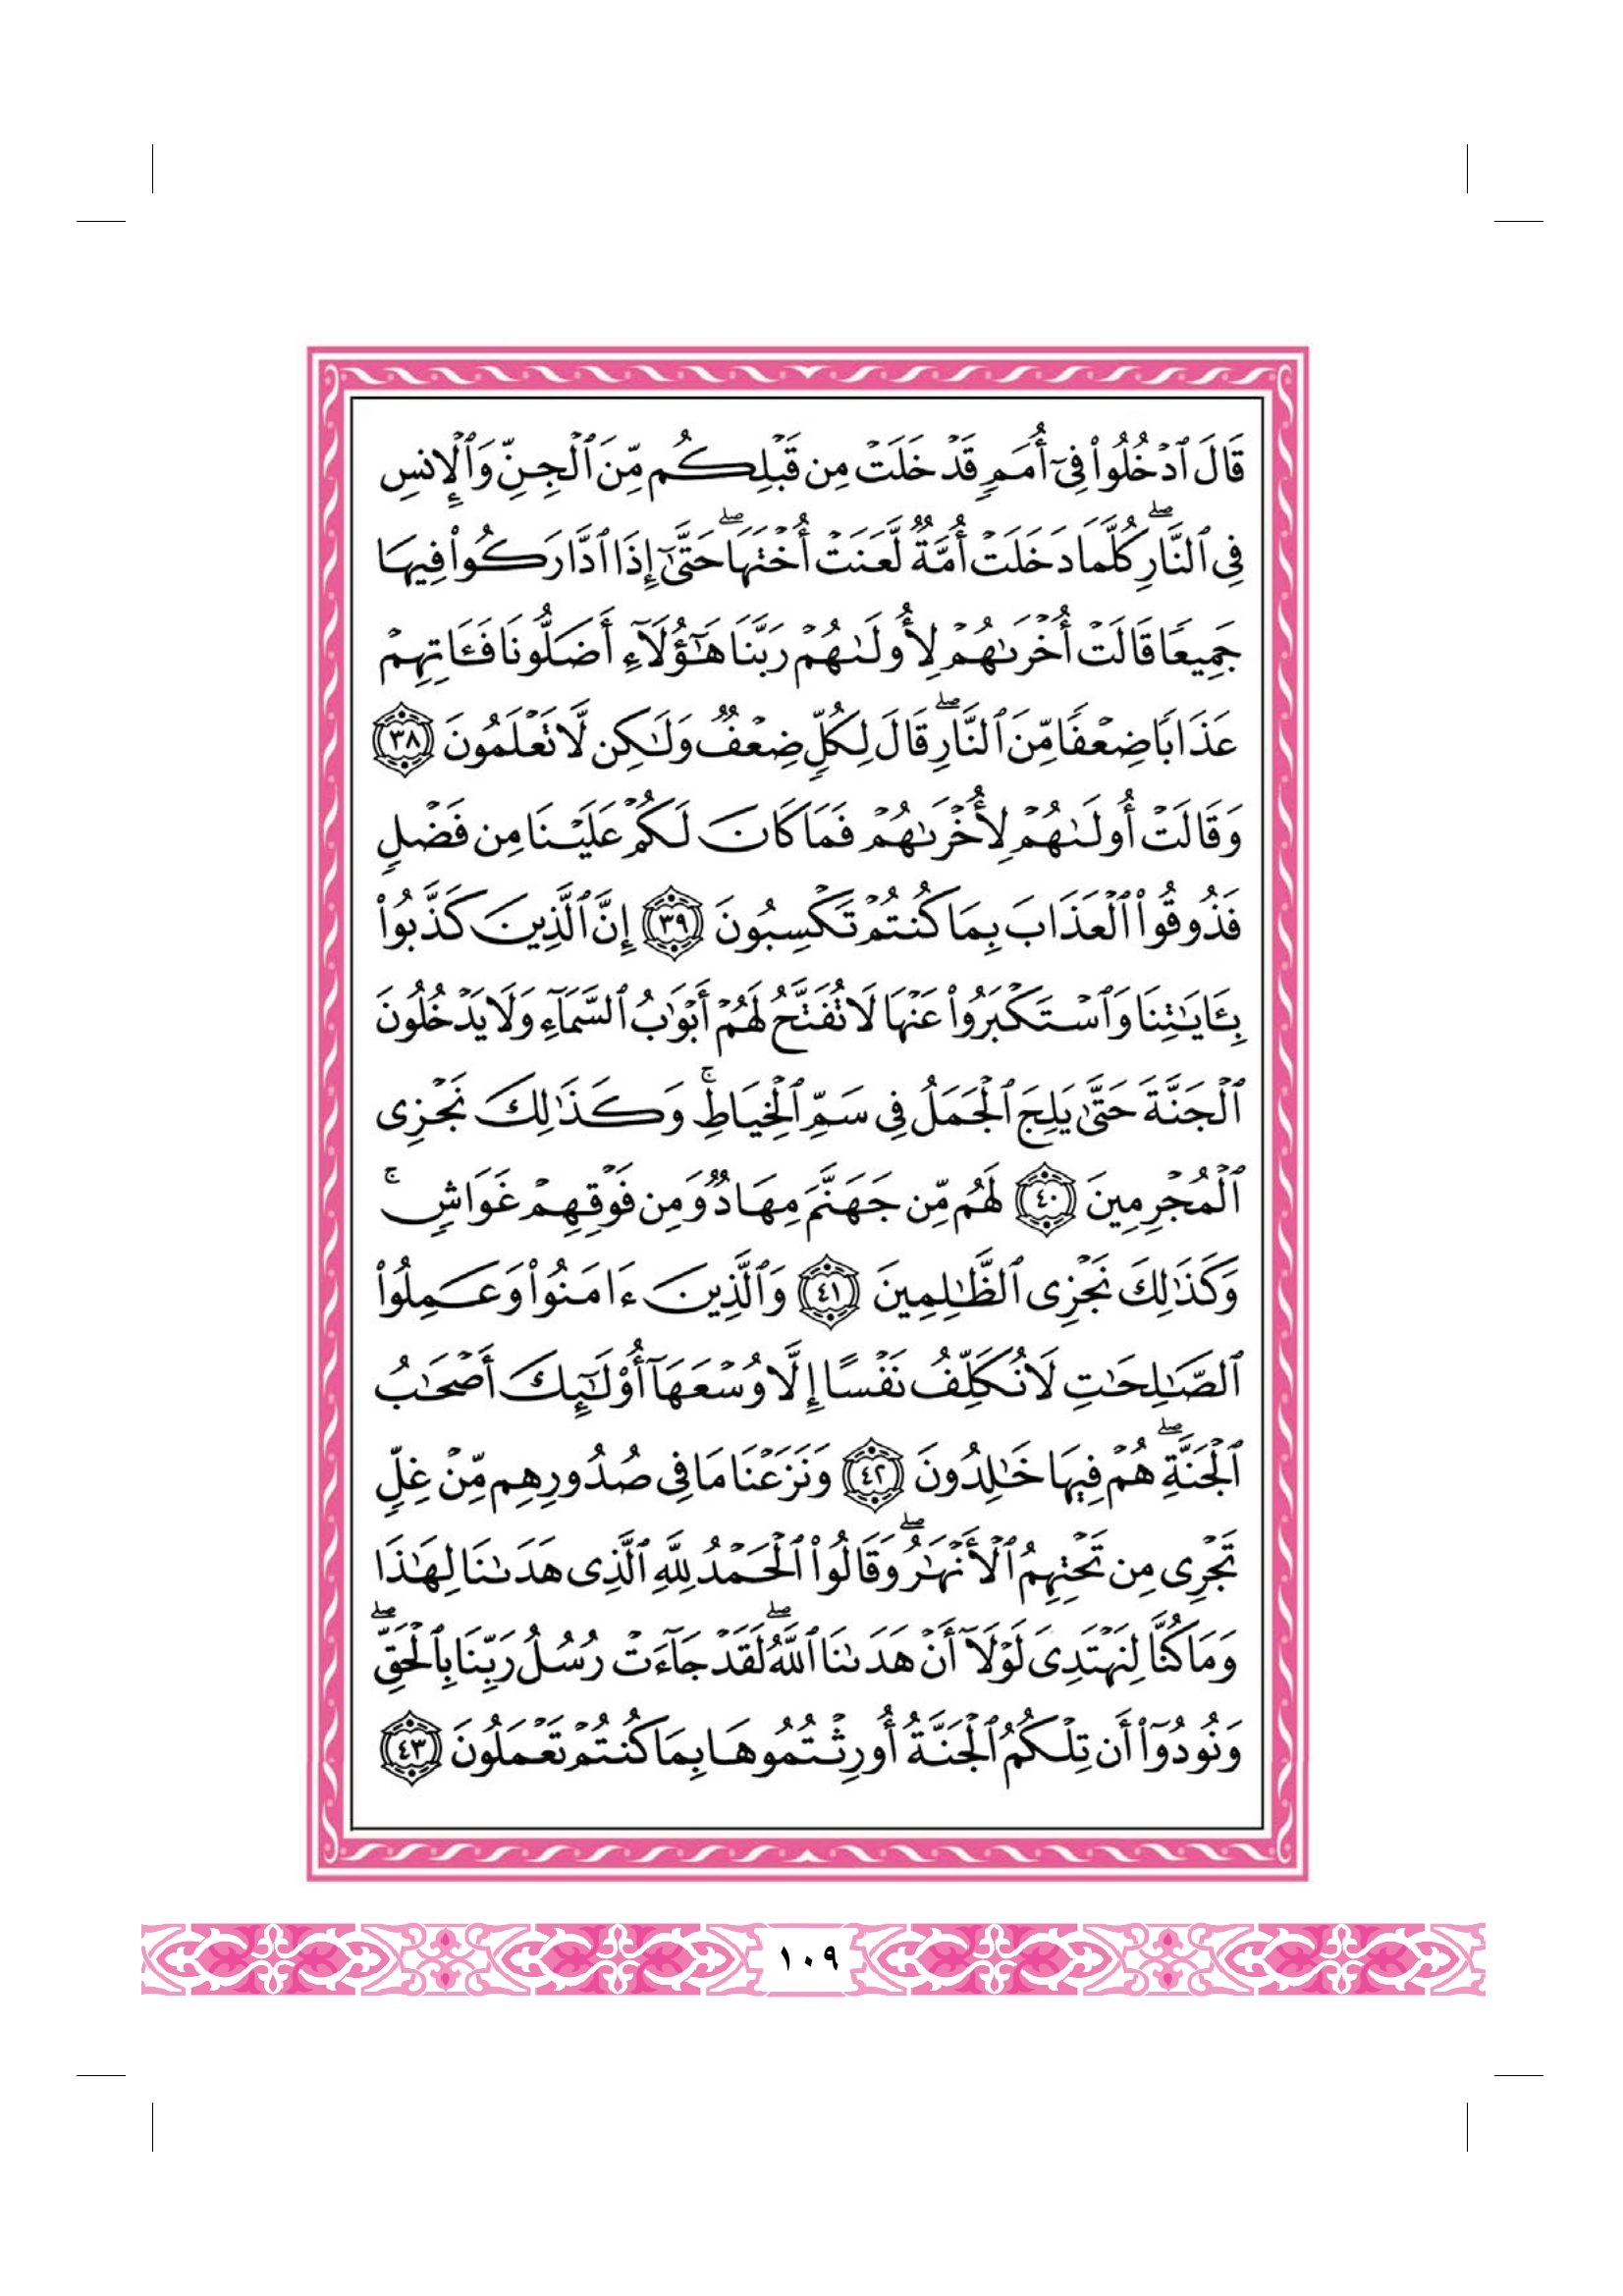 قَالَ ٱدۡخُلُواْ فِيٓ أُمَمٖ قَدۡ خَلَتۡ مِن قَبۡلِكُم مِّنَ ٱلۡجِنِّ وَٱلۡإِنسِ
فِي ٱلنَّارِۖ كُلَّمَا دَخَلَتۡ أُمَّةٞ لَّعَنَتۡ أُخۡتَهَاۖ حَتَّىٰٓ إِذَا ٱدَّارَكُواْ فِيهَا
جَمِيعٗا قَالَتۡ أُخۡرَىٰهُمۡ لِأُولَىٰهُمۡ رَبَّنَا هَٰٓؤُلَآءِ أَضَلُّونَا فَـَٔاتِهِمۡ
عَذَابٗا ضِعۡفٗا مِّنَ ٱلنَّارِۖ قَالَ لِكُلّٖ ضِعۡفٞ وَلَٰكِن لَّا تَعۡلَمُونَ ٣٨
وَقَالَتۡ أُولَىٰهُمۡ لِأُخۡرَىٰهُمۡ فَمَا كَانَ لَكُمۡ عَلَيۡنَا مِن فَضۡلٖ
فَذُوقُواْ ٱلۡعَذَابَ بِمَا كُنتُمۡ تَكۡسِبُونَ ٣٩ إِنَّ ٱلَّذِينَ كَذَّبُواْ
بِـَٔايَٰتِنَا وَٱسۡتَكۡبَرُواْ عَنۡهَا لَا تُفَتَّحُ لَهُمۡ أَبۡوَٰبُ ٱلسَّمَآءِ وَلَا يَدۡخُلُونَ
ٱلۡجَنَّةَ حَتَّىٰ يَلِجَ ٱلۡجَمَلُ فِي سَمِّ ٱلۡخِيَاطِۚ وَكَذَٰلِكَ نَجۡزِي
ٱلۡمُجۡرِمِينَ ٤٠ لَهُم مِّن جَهَنَّمَ مِهَادٞ وَمِن فَوۡقِهِمۡ غَوَاشٖۚ
وَكَذَٰلِكَ نَجۡزِي ٱلظَّٰلِمِينَ ٤١ وَٱلَّذِينَ ءَامَنُواْ وَعَمِلُواْ
ٱلصَّٰلِحَٰتِ لَا نُكَلِّفُ نَفۡسًا إِلَّا وُسۡعَهَآ أُوْلَٰٓئِكَ أَصۡحَٰبُ
ٱلۡجَنَّةِۖ هُمۡ فِيهَا خَٰلِدُونَ ٤٢ وَنَزَعۡنَا مَا فِي صُدُورِهِم مِّنۡ غِلّٖ
تَجۡرِي مِن تَحۡتِهِمُ ٱلۡأَنۡهَٰرُۖ وَقَالُواْ ٱلۡحَمۡدُ لِلَّهِ ٱلَّذِي هَدَىٰنَا لِهَٰذَا
وَمَا كُنَّا لِنَهۡتَدِيَ لَوۡلَآ أَنۡ هَدَىٰنَا ٱللَّهُۖ لَقَدۡ جَآءَتۡ رُسُلُ رَبِّنَا بِٱلۡحَقِّۖ
وَنُودُوٓاْ أَن تِلۡكُمُ ٱلۡجَنَّةُ أُورِثۡتُمُوهَا بِمَا كُنتُمۡ تَعۡمَلُونَ ٤٣
١٠٩